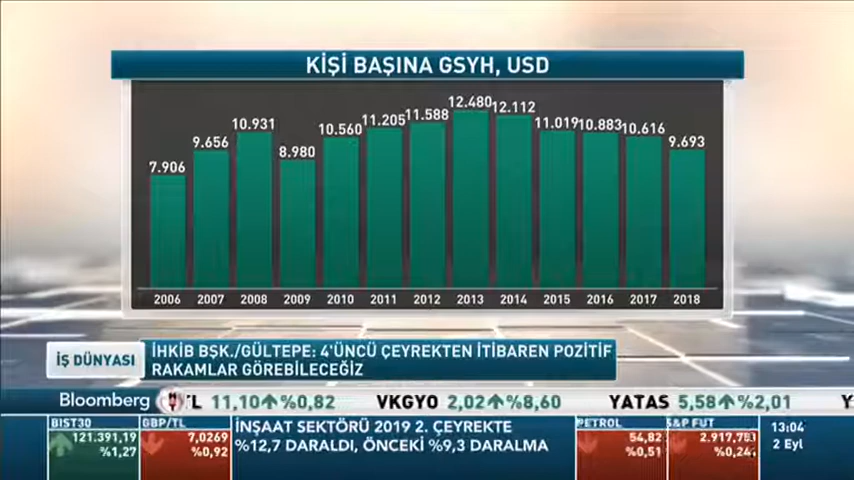 KİŞİ BAŞINA GSYH, USD
7.906 9.656 10.931 8.980 10.560 11.205 11.588 12.480 12.112 11.019 10.883 10.616 9.693
2006 2007 2008 2009 2010 2011 2012 2013 2014 2015 2016 2017 2018
İŞ DÜNYASI
İHKİB BŞK./GÜLTEPE: 4'ÜNCÜ ÇEYREKTEN İTİBAREN POZİTİF
RAKAMLAR GÖREBİLECEĞİZ
Bloomberg TL 11,10 %0,82 VKGYO 2,02 %8,60 YATAS 5,58 %2,01
BIST30 121.391,19 %1,27
GBP/TL 7,0269 %0,92
İNŞAAT SEKTÖRÜ 2019 2. ÇEYREKTE
%12,7 DARALDI, ÖNCEKİ %9,3 DARALMA
PETROL 54,82 %0,51
S&P FUT %0,24
13:04
2 Eyl